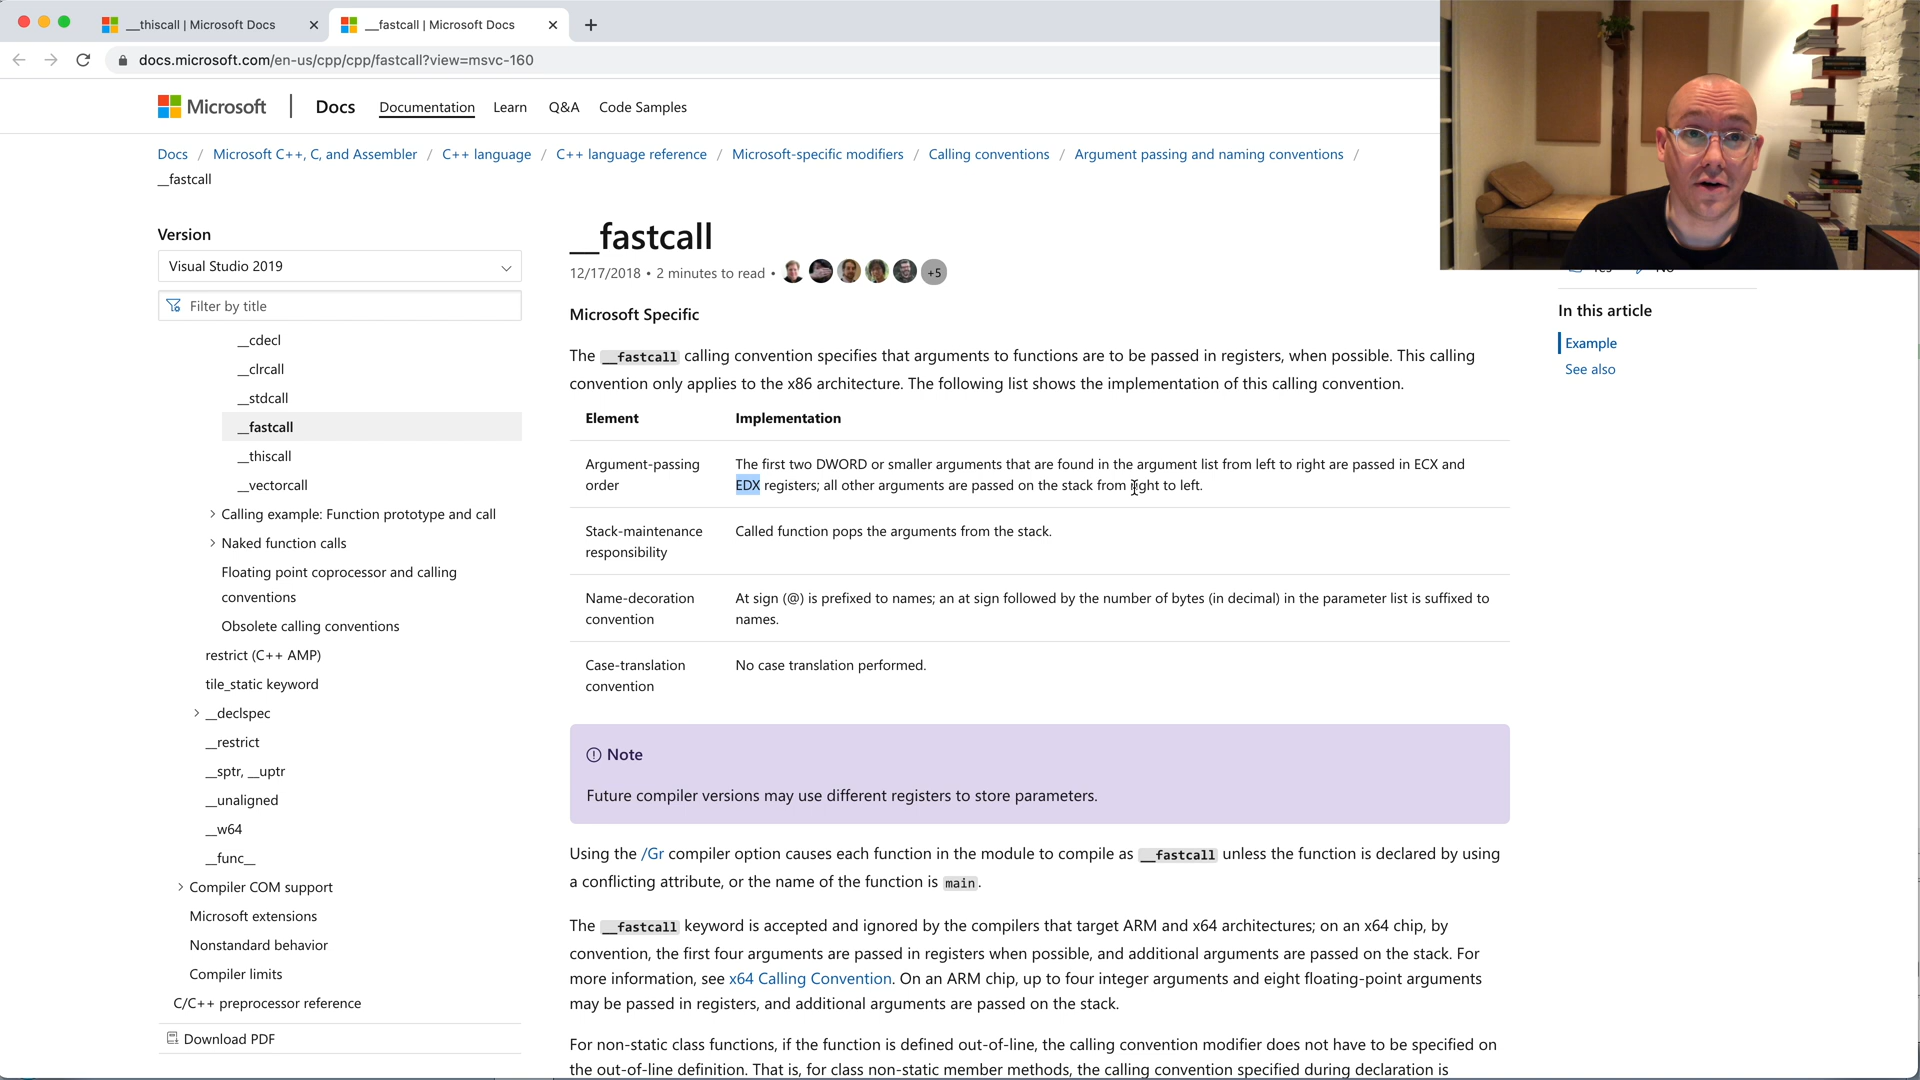 __thiscall | Microsoft Docs
__fastcall | Microsoft Docs
docs.microsoft.com/en-us/cpp/cpp/fastcall?view=msvc-160
Microsoft | Docs Documentation Learn Q&A Code Samples
Docs / Microsoft C++, C, and Assembler / C++ language / C++ language reference / Microsoft-specific modifiers / Calling conventions / Argument passing and naming conventions /
__fastcall
Version
Visual Studio 2019
Filter by title
__cdecl
__clrcall
__stdcall
__fastcall
__thiscall
__vectorcall
Calling example: Function prototype and call
Naked function calls
Floating point coprocessor and calling
conventions
Obsolete calling conventions
restrict (C++ AMP)
tile_static keyword
__declspec
__restrict
__sptr, __uptr
__unaligned
__w64
__func__
Compiler COM support
Microsoft extensions
Nonstandard behavior
Compiler limits
C/C++ preprocessor reference
Download PDF
__fastcall
12/17/2018 • 2 minutes to read • +5
Microsoft Specific
The __fastcall calling convention specifies that arguments to functions are to be passed in registers, when possible. This calling
convention only applies to the x86 architecture. The following list shows the implementation of this calling convention.
Element Implementation
Argument-passing
order
The first two DWORD or smaller arguments that are found in the argument list from left to right are passed in ECX and
EDX registers; all other arguments are passed on the stack from right to left.
Stack-maintenance
responsibility
Called function pops the arguments from the stack.
Name-decoration
convention
At sign (@) is prefixed to names; an at sign followed by the number of bytes (in decimal) in the parameter list is suffixed to
names.
Case-translation
convention
No case translation performed.
Note
Future compiler versions may use different registers to store parameters.
Using the /Gr compiler option causes each function in the module to compile as __fastcall unless the function is declared by using
a conflicting attribute, or the name of the function is main.
The __fastcall keyword is accepted and ignored by the compilers that target ARM and x64 architectures; on an x64 chip, by
convention, the first four arguments are passed in registers when possible, and additional arguments are passed on the stack. For
more information, see x64 Calling Convention. On an ARM chip, up to four integer arguments and eight floating-point arguments
may be passed in registers, and additional arguments are passed on the stack.
For non-static class functions, if the function is defined out-of-line, the calling convention modifier does not have to be specified on
the out-of-line definition. That is, for class non-static member methods, the calling convention specified during declaration is
Yes No
In this article
Example
See also